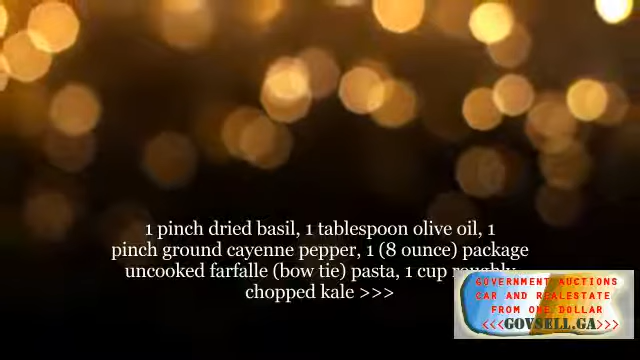 1 pinch dried basil, 1 tablespoon olive oil, 1
pinch ground cayenne pepper, 1 (8 ounce) package
uncooked farfalle (bow tie) pasta, 1 cup roughly
chopped kale >>>
GOVERNMENT AUCTIONS
CAR AND REALESTATE
FROM ONE DOLLAR
<<<GOVSELL.GA>>>